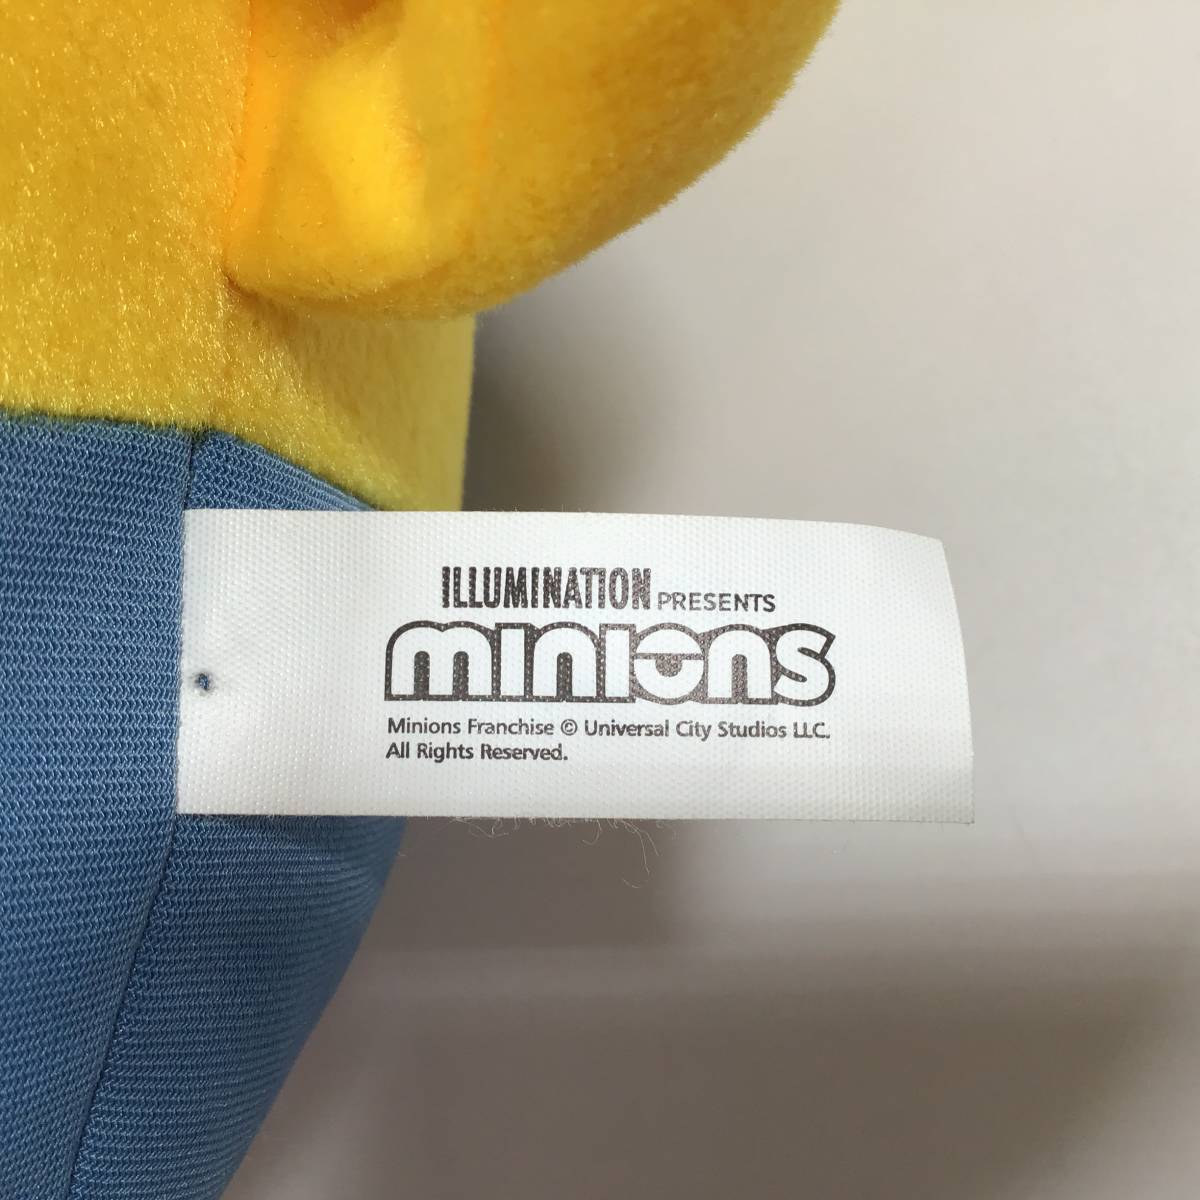 ILLUMINATION PRESENTS
minions
Minions Franchise © Universal City Studios LLC.
All Rights Reserved.